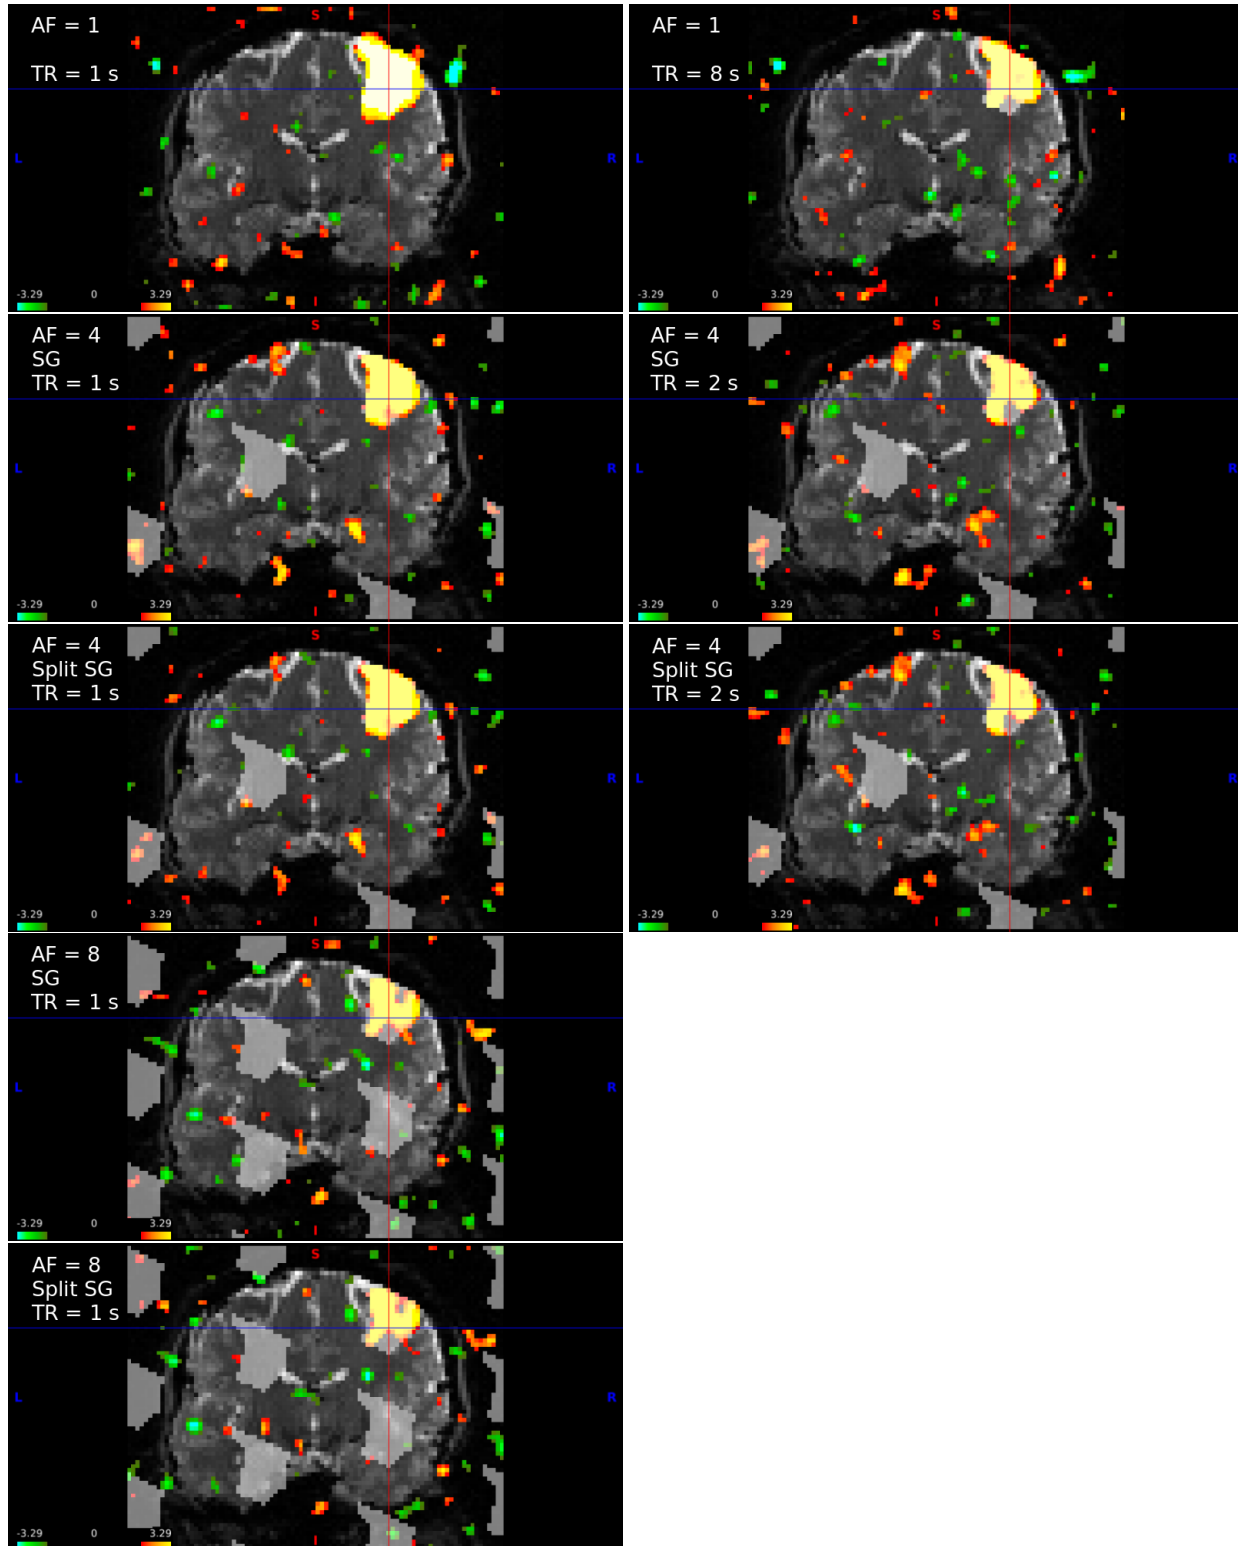 AF = 1
TR = 1 s
S
L
R
I
-3.29 0 3.29
AF = 1
TR = 8 s
S
L
R
I
-3.29 0 3.29
AF = 4
SG
TR = 1 s
S
L
R
I
-3.29 0 3.29
AF = 4
SG
TR = 2 s
S
L
R
I
-3.29 0 3.29
AF = 4
Split SG
TR = 1 s
S
L
R
I
-3.29 0 3.29
AF = 4
Split SG
TR = 2 s
S
L
R
I
-3.29 0 3.29
AF = 8
SG
TR = 1 s
S
L
R
I
-3.29 0 3.29
AF = 8
Split SG
TR = 1 s
S
L
R
I
-3.29 0 3.29